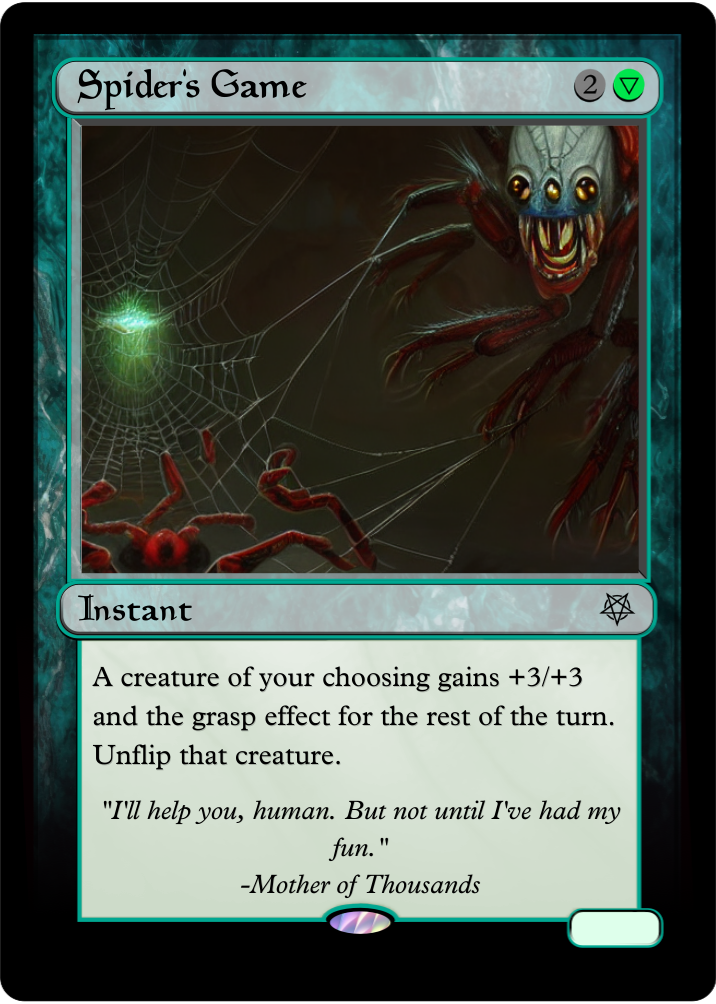 Spider's Game 2
Instant
A creature of your choosing gains +3/+3
and the grasp effect for the rest of the turn.
Unflip that creature.
"I'll help you, human. But not until I've had my
fun."
-Mother of Thousands